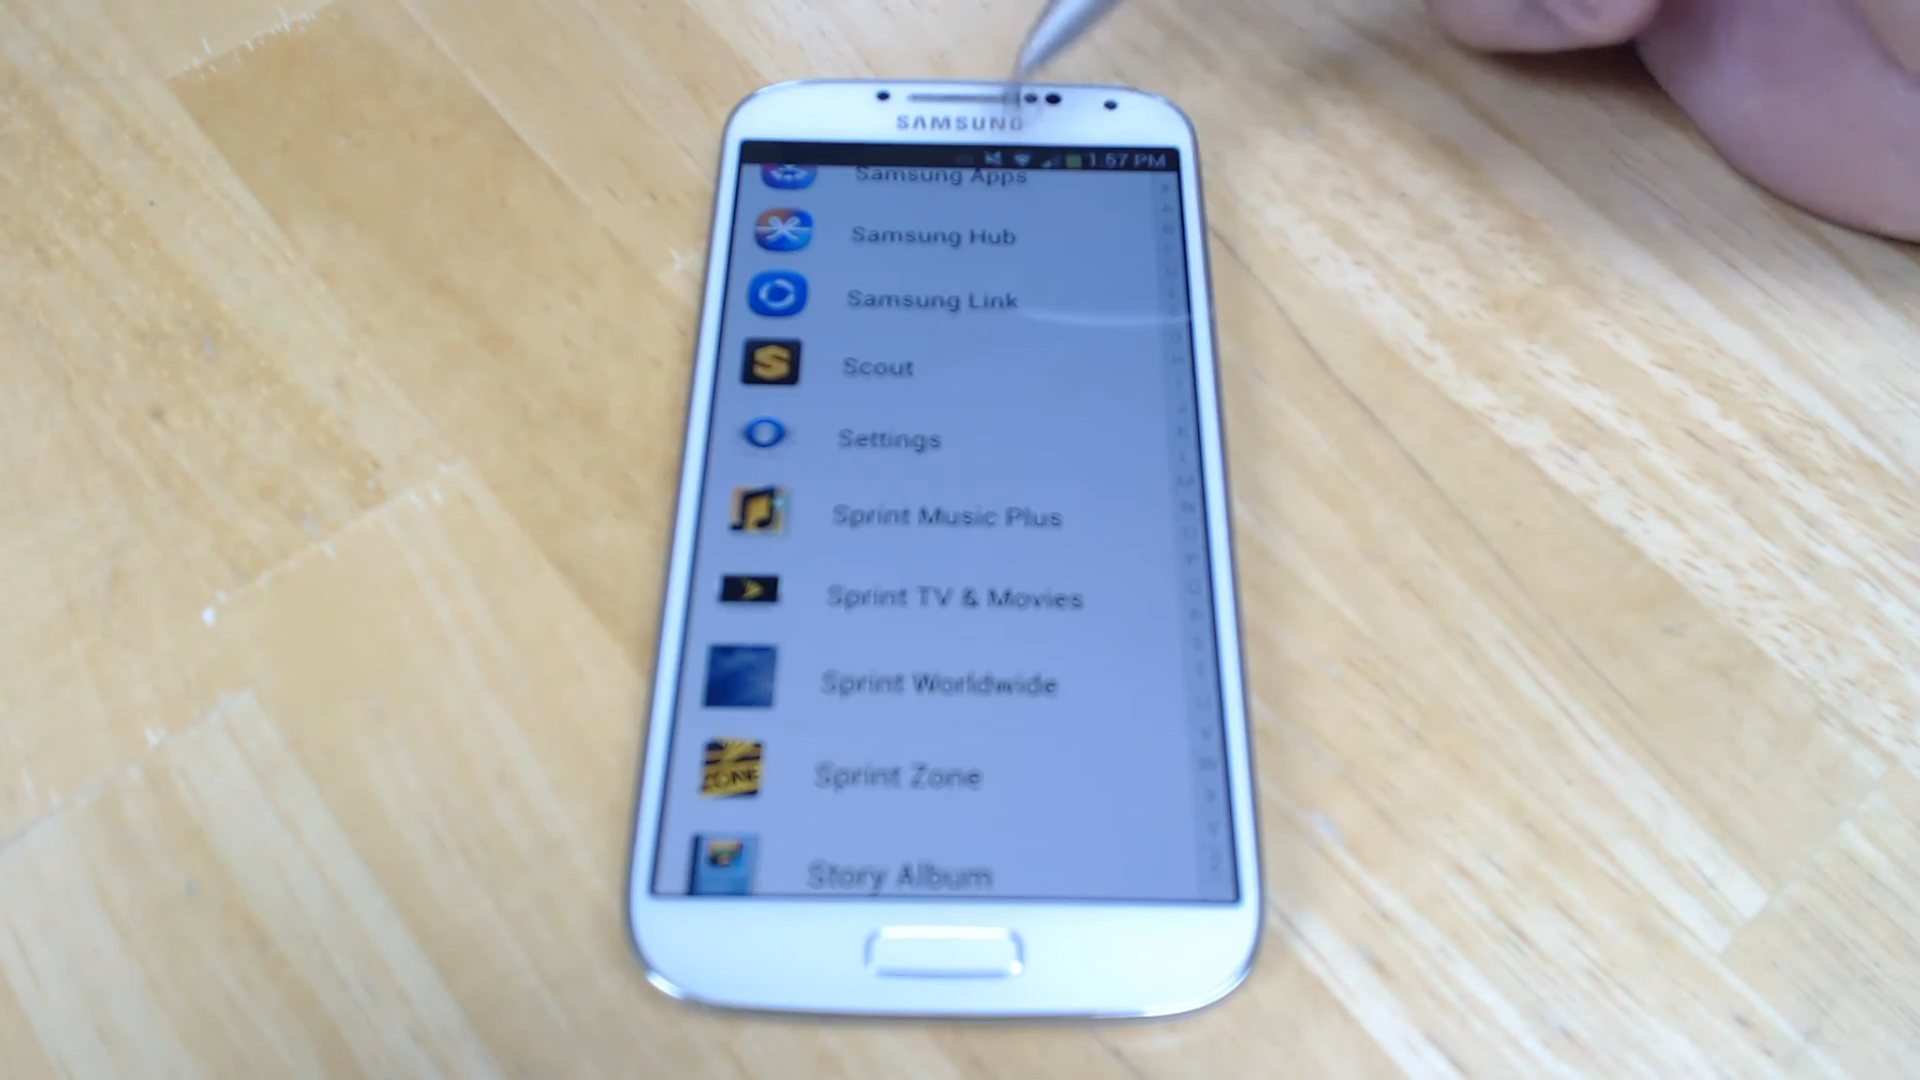 SAMSUNG
1:57 PM
Samsung Apps
Samsung Hub
Samsung Link
Scout
Settings
Sprint Music Plus
Sprint TV & Movies
Sprint Worldwide
ZONE
Sprint Zone
Story Album